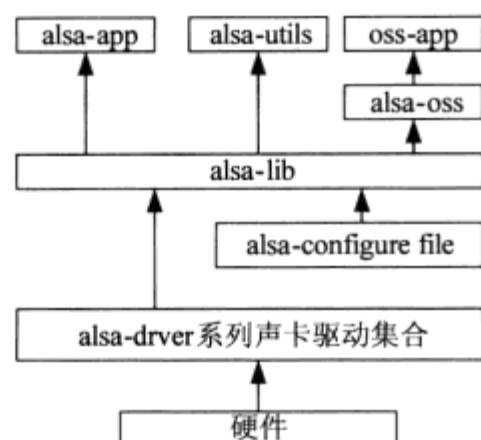 alsa-app
alsa-utils
oss-app
alsa-oss
alsa-lib
alsa-configure file
alsa-drver系列声卡驱动集合
硬件